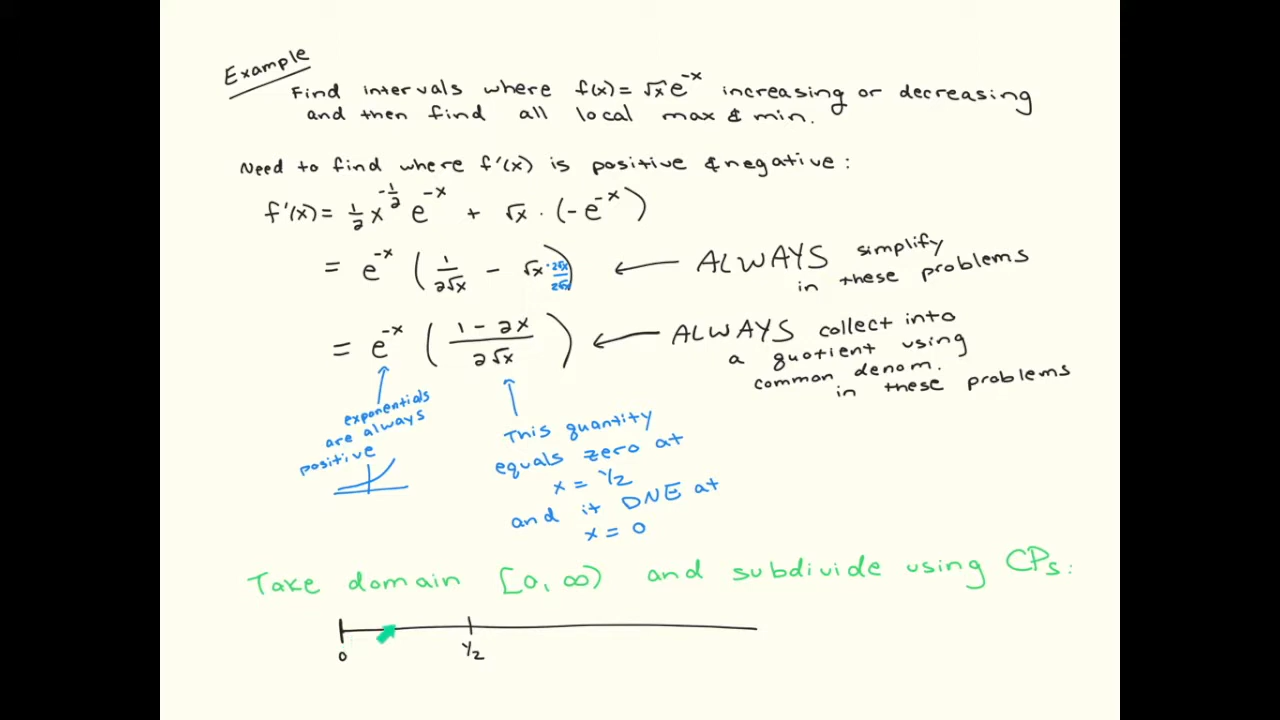 Example
Find intervals where f(x) = √x e^-x increasing or decreasing
and then find all local max & min.
Need to find where f'(x) is positive & negative:
f'(x) = 1/2 x^-1/2 e^-x + √x · (-e^-x)
= e^-x ( 1/2√x - √x · 2√x/2√x ) ← ALWAYS simplify
in these problems
= e^-x ( 1 - 2x / 2√x ) ← ALWAYS collect into
a quotient using
common denom.
in these problems
exponentials
are always
positive
This quantity
equals zero at
x = 1/2
and it DNE at
x = 0
Take domain [0, ∞) and subdivide using CPs:
0 1/2